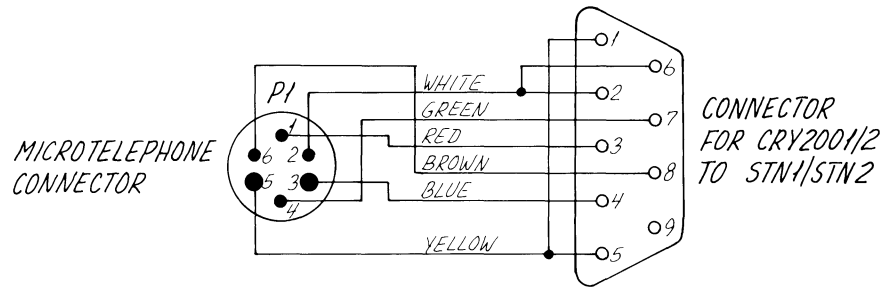 P1
MICROTELEPHONE
CONNECTOR
1
2
3
4
5
6
WHITE
GREEN
RED
BROWN
BLUE
YELLOW
1
6
2
7
3
8
4
9
5
CONNECTOR
FOR CRY2001/2
TO STN1/STN2